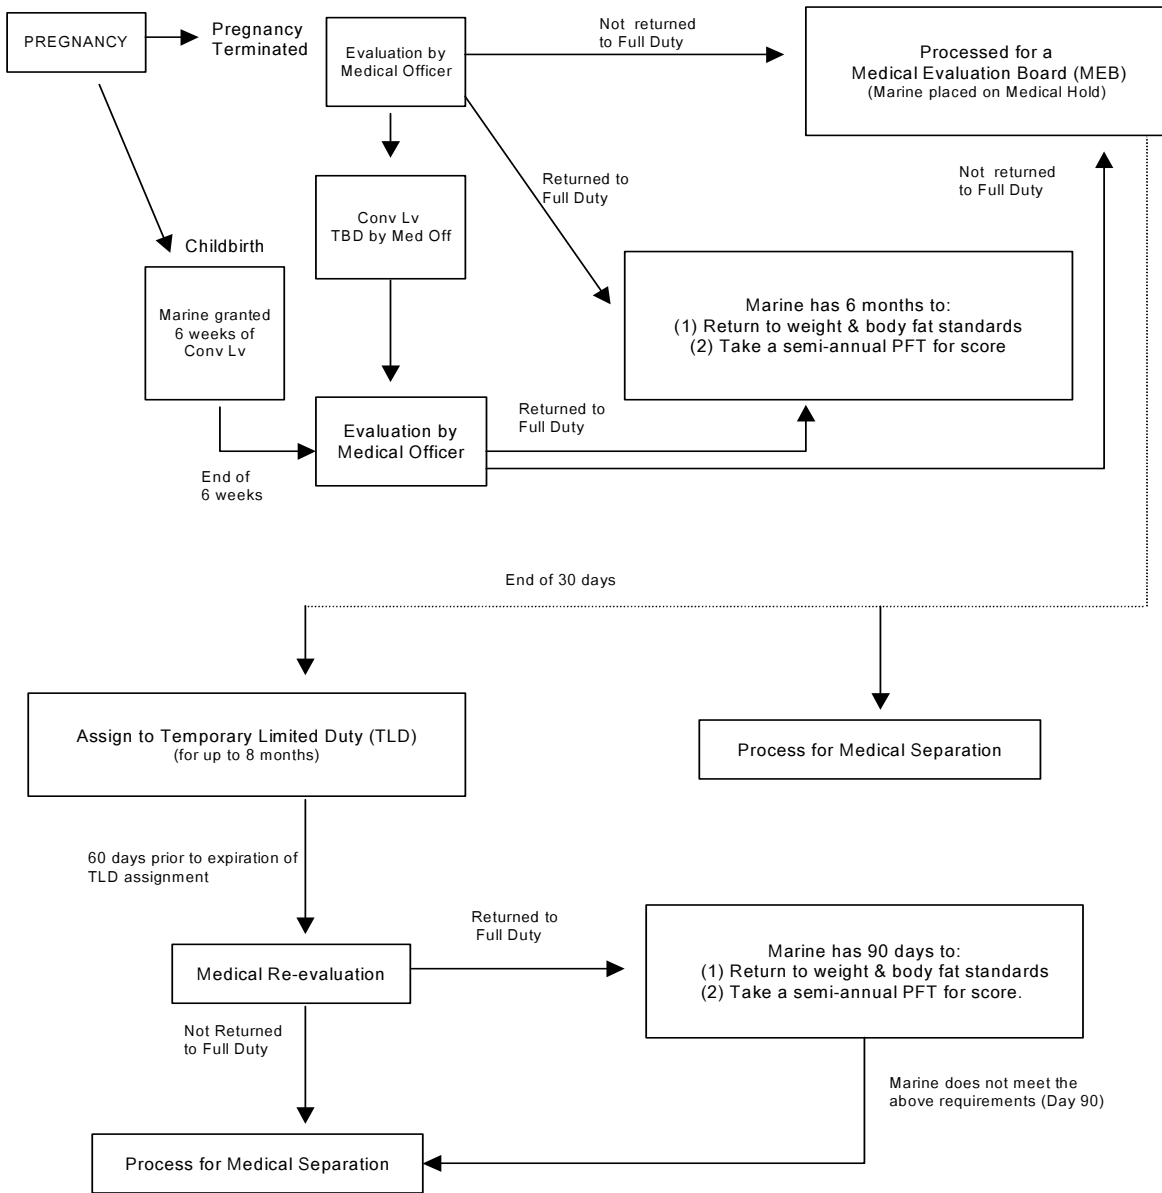 PREGNANCY
Pregnancy
Terminated
Evaluation by
Medical Officer
Not returned
to Full Duty
Processed for a
Medical Evaluation Board (MEB)
(Marine placed on Medical Hold)
Returned to
Full Duty
Not returned
to Full Duty
Conv Lv
TBD by Med Off
Childbirth
Marine granted
6 weeks of
Conv Lv
Marine has 6 months to:
(1) Return to weight & body fat standards
(2) Take a semi-annual PFT for score
End of
6 weeks
Evaluation by
Medical Officer
Returned to
Full Duty
End of 30 days
Assign to Temporary Limited Duty (TLD)
(for up to 8 months)
Process for Medical Separation
60 days prior to expiration of
TLD assignment
Medical Re-evaluation
Returned to
Full Duty
Marine has 90 days to:
(1) Return to weight & body fat standards
(2) Take a semi-annual PFT for score.
Not Returned
to Full Duty
Marine does not meet the
above requirements (Day 90)
Process for Medical Separation